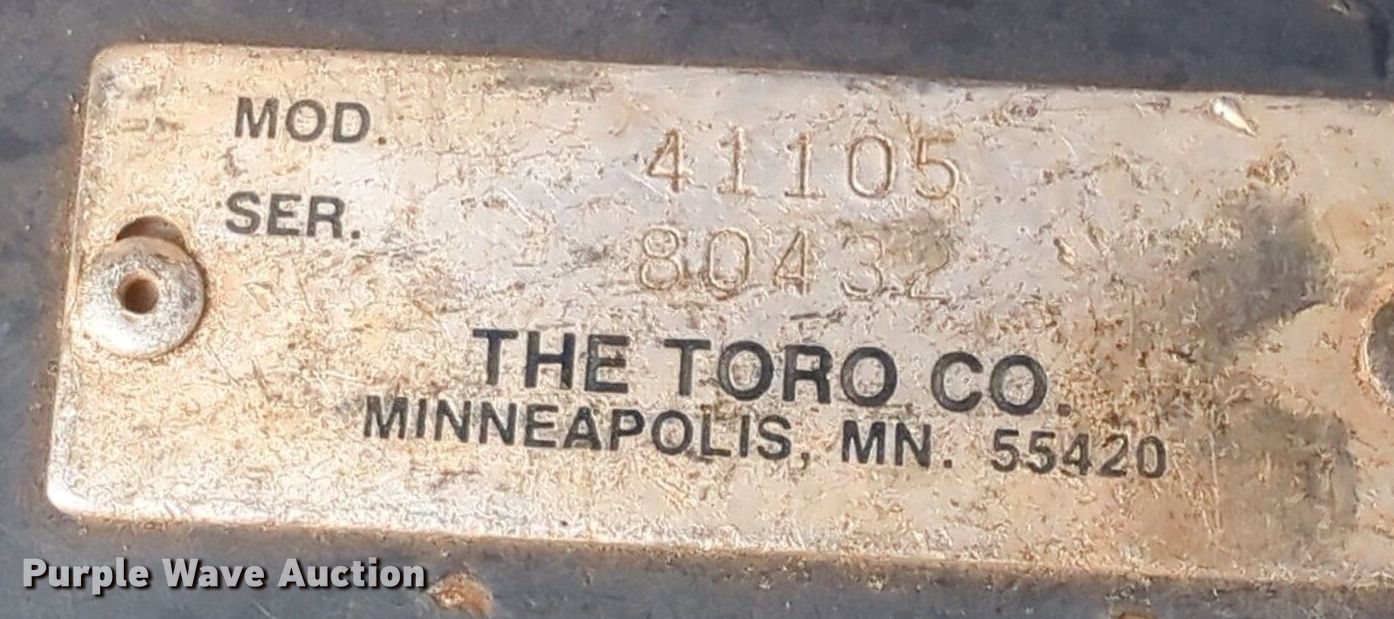 MOD. 41105
SER. 80432
THE TORO CO.
MINNEAPOLIS, MN. 55420
Purple Wave Auction